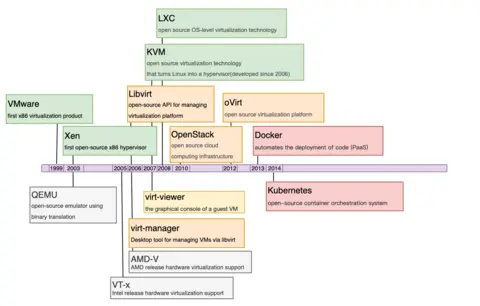 LXC
open source OS-level virtualization technology
KVM
open source virtualization technology
that turns Linux into a hypervisor(developed since 2006)
Libvirt
open-source API for managing
virtualization platform
oVirt
open source virtualization platform
VMware
first x86 virtualization product
Xen
first open-source x86 hypervisor
OpenStack
open source cloud
computing infrastructure
Docker
automates the deployment of code (PaaS)
1999 2003 2005 2006 2007 2008 2010 2012 2013 2014
QEMU
open-source emulator using
binary translation
virt-viewer
the graphical console of a guest VM
Kubernetes
open-source container orchestration system
virt-manager
Desktop tool for managing VMs via libvirt
AMD-V
AMD release hardware virtualization support
VT-x
Intel release hardware virtualization support